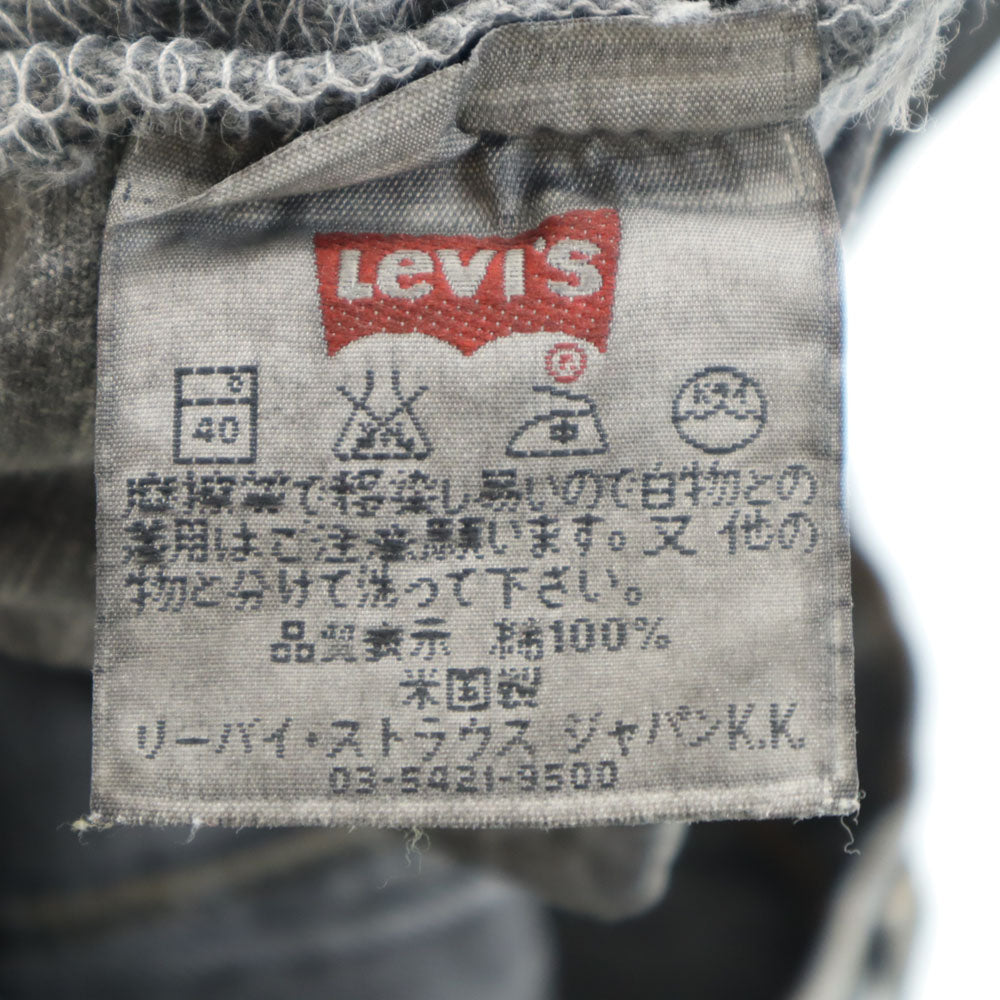 Levi's
®
40
ドライ
摩擦等で移染し易いので白物との
着用はご注意願います。又 他の
物と分けて洗って下さい。
品質表示 綿100%
米国製
リーバイ・ストラウス ジャパンK.K.
03-5421-9500